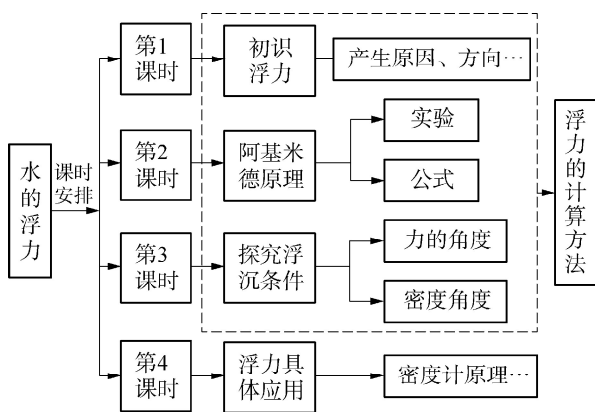 水的浮力
课时
安排
第1
课时
初识
浮力
产生原因、方向…
第2
课时
阿基米
德原理
实验
公式
第3
课时
探究浮
沉条件
力的角度
密度角度
第4
课时
浮力具
体应用
密度计原理…
浮力的计算方法